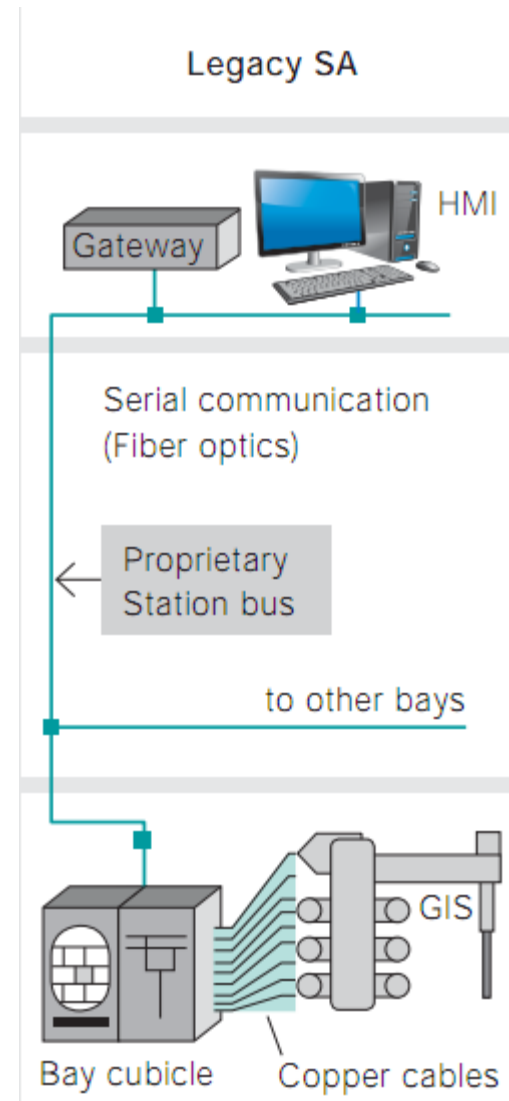 Legacy SA
Gateway
HMI
Serial communication
(Fiber optics)
Proprietary
Station bus
to other bays
GIS
Bay cubicle
Copper cables